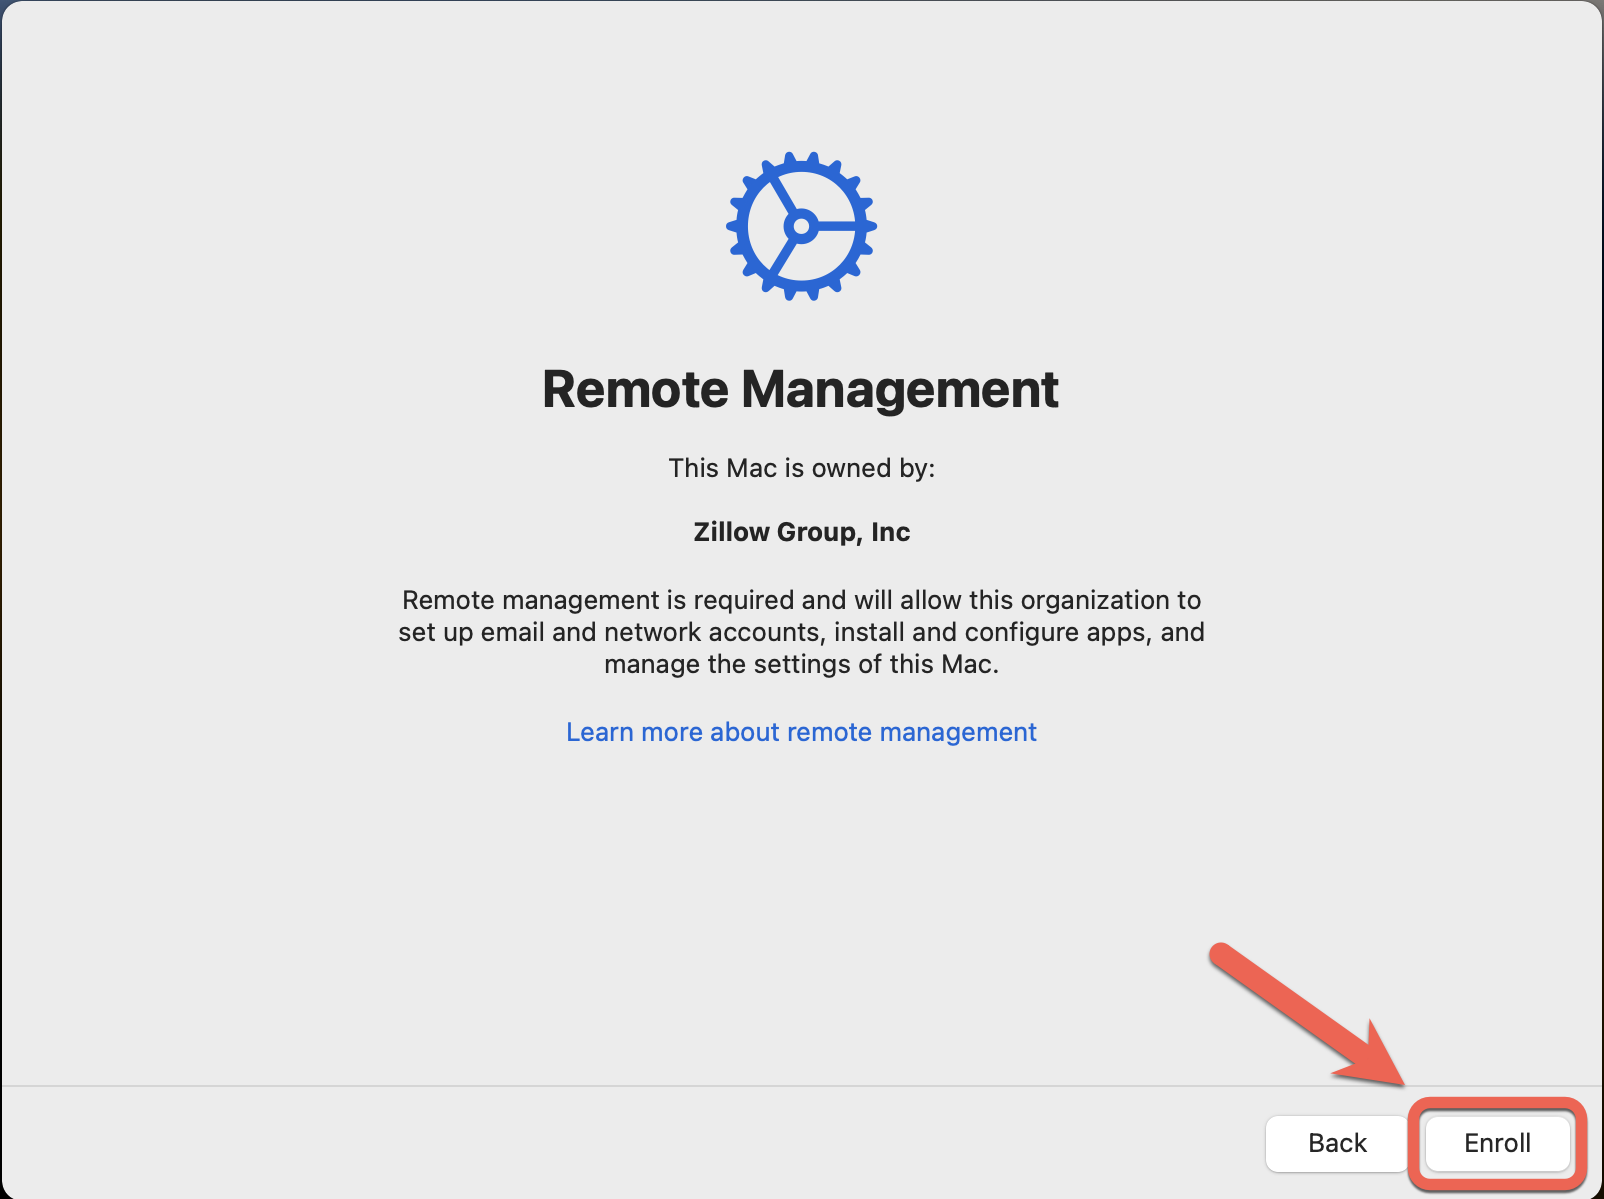 Remote Management
This Mac is owned by:
Zillow Group, Inc
Remote management is required and will allow this organization to
set up email and network accounts, install and configure apps, and
manage the settings of this Mac.
Learn more about remote management
Back
Enroll